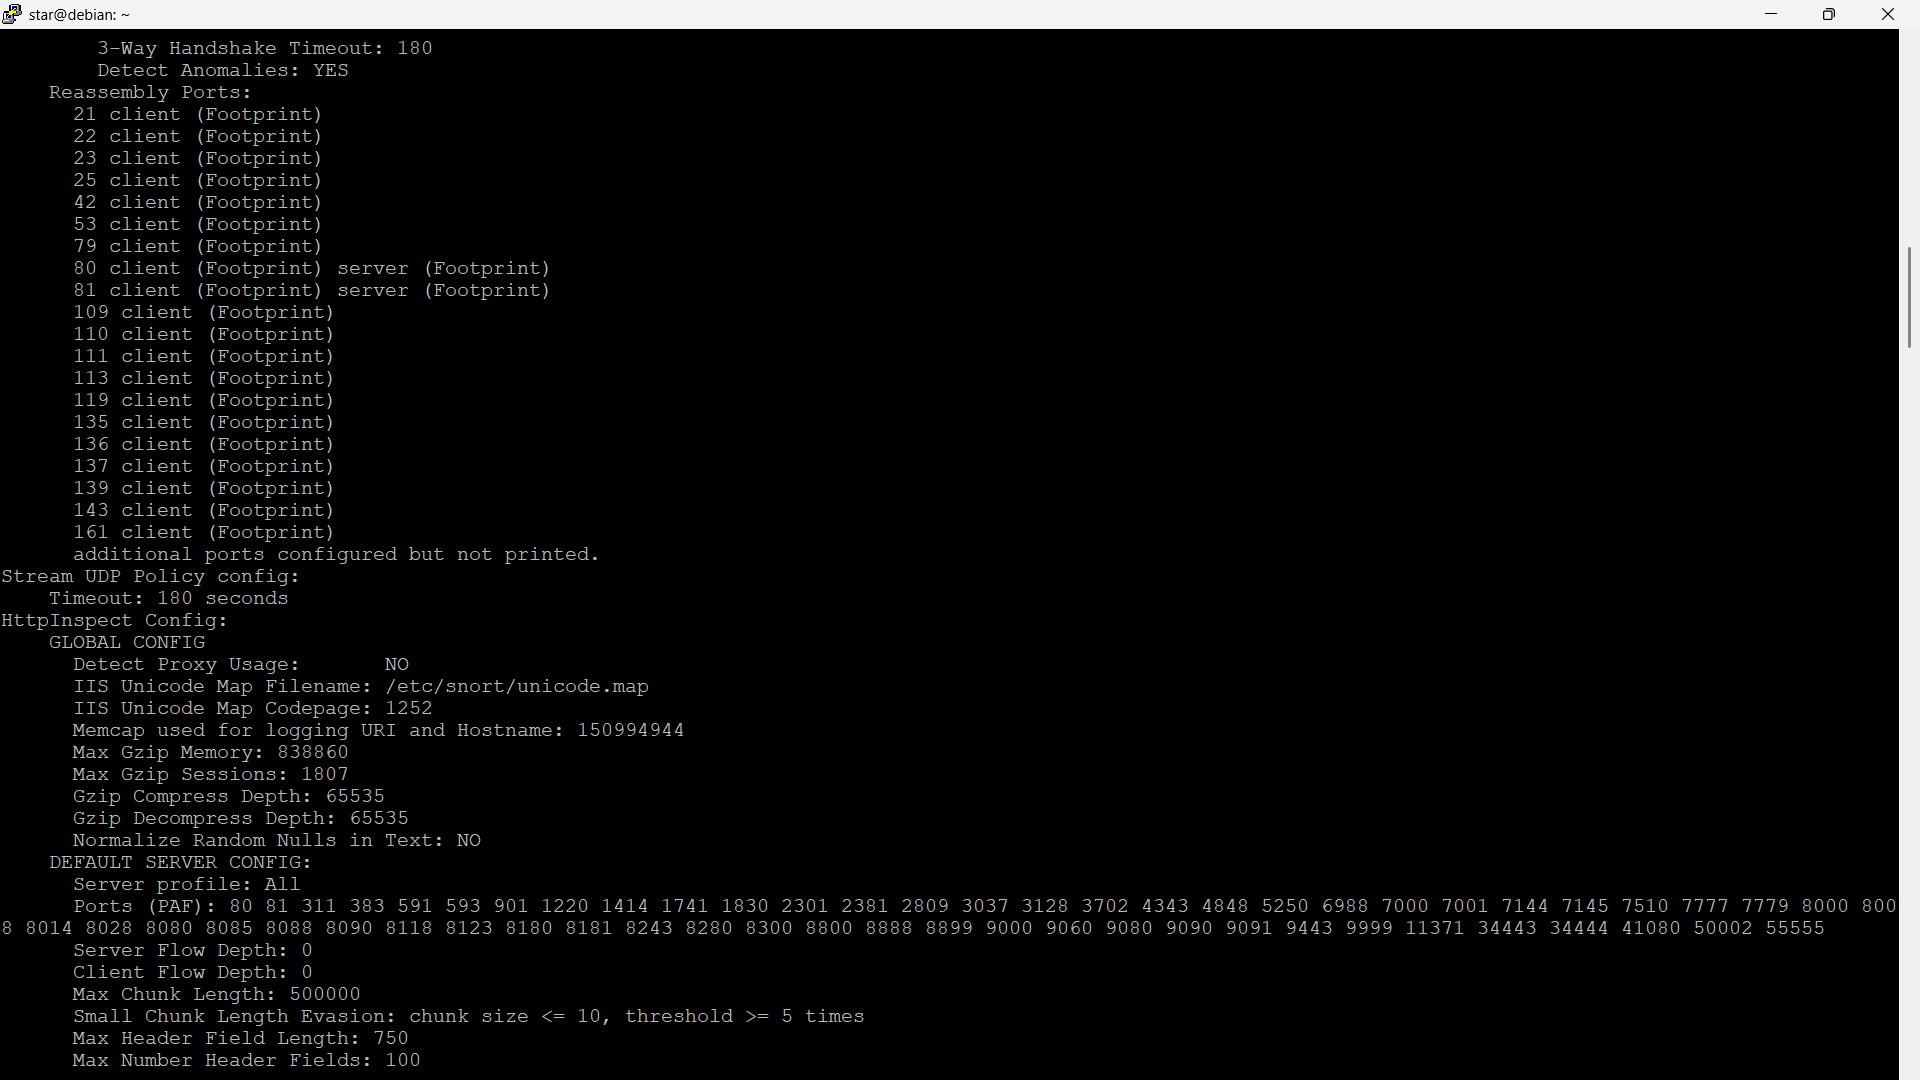 star@debian: ~
3-Way Handshake Timeout: 180
Detect Anomalies: YES
Reassembly Ports:
21 client (Footprint)
22 client (Footprint)
23 client (Footprint)
25 client (Footprint)
42 client (Footprint)
53 client (Footprint)
79 client (Footprint)
80 client (Footprint) server (Footprint)
81 client (Footprint) server (Footprint)
109 client (Footprint)
110 client (Footprint)
111 client (Footprint)
113 client (Footprint)
119 client (Footprint)
135 client (Footprint)
136 client (Footprint)
137 client (Footprint)
139 client (Footprint)
143 client (Footprint)
161 client (Footprint)
additional ports configured but not printed.
Stream UDP Policy config:
Timeout: 180 seconds
HttpInspect Config:
GLOBAL CONFIG
Detect Proxy Usage:       NO
IIS Unicode Map Filename: /etc/snort/unicode.map
IIS Unicode Map Codepage: 1252
Memcap used for logging URI and Hostname: 150994944
Max Gzip Memory: 838860
Max Gzip Sessions: 1807
Gzip Compress Depth: 65535
Gzip Decompress Depth: 65535
Normalize Random Nulls in Text: NO
DEFAULT SERVER CONFIG:
Server profile: All
Ports (PAF): 80 81 311 383 591 593 901 1220 1414 1741 1830 2301 2381 2809 3037 3128 3702 4343 4848 5250 6988 7000 7001 7144 7145 7510 7777 7779 8000 800
8 8014 8028 8080 8085 8088 8090 8118 8123 8180 8181 8243 8280 8300 8800 8888 8899 9000 9060 9080 9090 9091 9443 9999 11371 34443 34444 41080 50002 55555
Server Flow Depth: 0
Client Flow Depth: 0
Max Chunk Length: 500000
Small Chunk Length Evasion: chunk size <= 10, threshold >= 5 times
Max Header Field Length: 750
Max Number Header Fields: 100